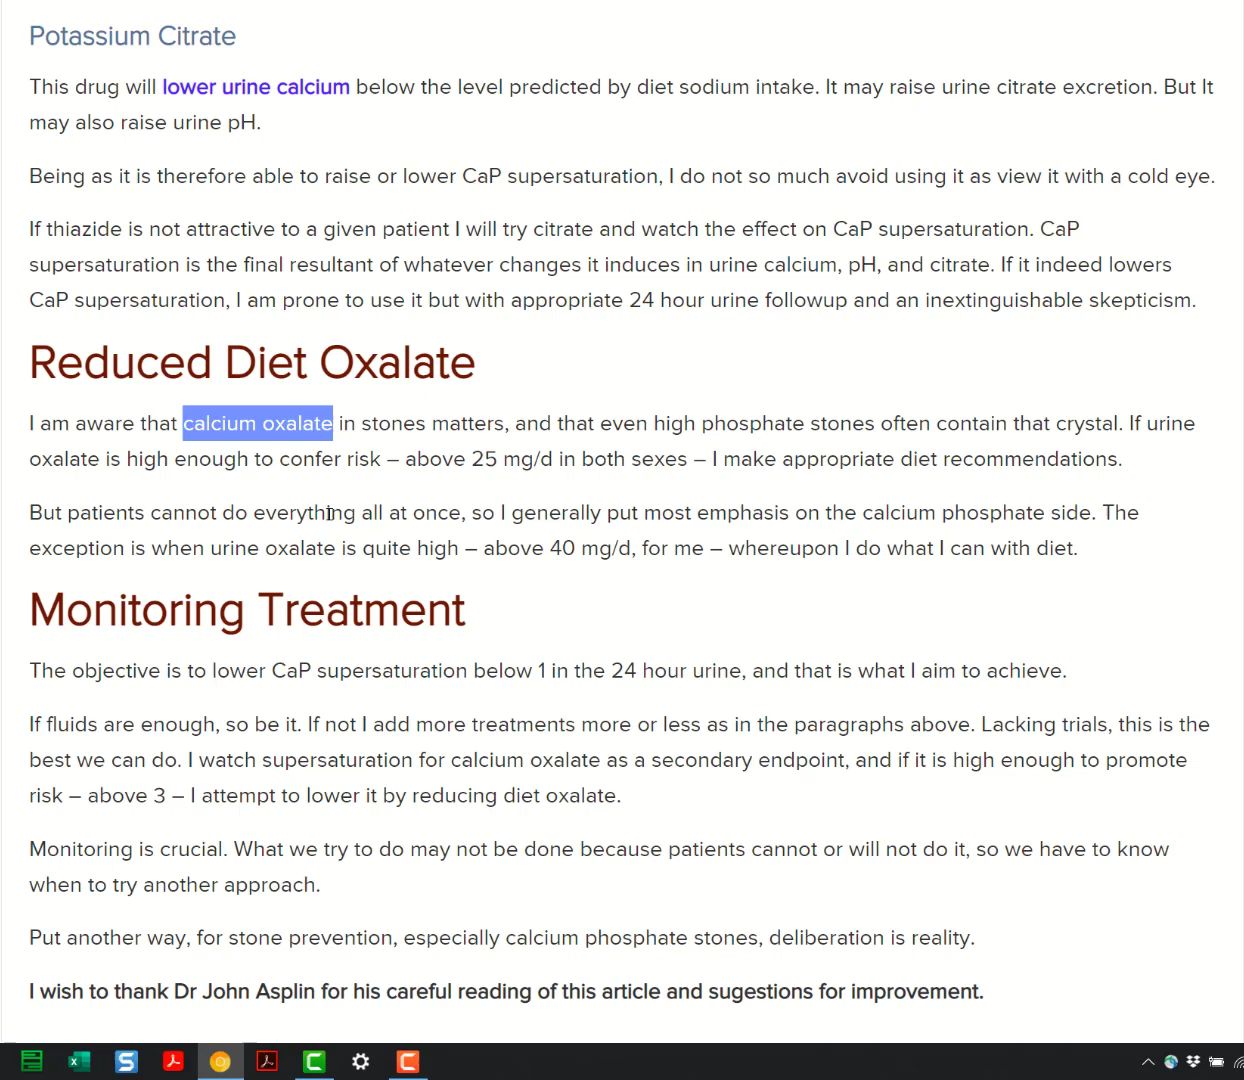 Potassium Citrate
This drug will lower urine calcium below the level predicted by diet sodium intake. It may raise urine citrate excretion. But It
may also raise urine pH.
Being as it is therefore able to raise or lower CaP supersaturation, I do not so much avoid using it as view it with a cold eye.
If thiazide is not attractive to a given patient I will try citrate and watch the effect on CaP supersaturation. CaP
supersaturation is the final resultant of whatever changes it induces in urine calcium, pH, and citrate. If it indeed lowers
CaP supersaturation, I am prone to use it but with appropriate 24 hour urine followup and an inextinguishable skepticism.
Reduced Diet Oxalate
I am aware that calcium oxalate in stones matters, and that even high phosphate stones often contain that crystal. If urine
oxalate is high enough to confer risk – above 25 mg/d in both sexes – I make appropriate diet recommendations.
But patients cannot do everything all at once, so I generally put most emphasis on the calcium phosphate side. The
exception is when urine oxalate is quite high – above 40 mg/d, for me – whereupon I do what I can with diet.
Monitoring Treatment
The objective is to lower CaP supersaturation below 1 in the 24 hour urine, and that is what I aim to achieve.
If fluids are enough, so be it. If not I add more treatments more or less as in the paragraphs above. Lacking trials, this is the
best we can do. I watch supersaturation for calcium oxalate as a secondary endpoint, and if it is high enough to promote
risk – above 3 – I attempt to lower it by reducing diet oxalate.
Monitoring is crucial. What we try to do may not be done because patients cannot or will not do it, so we have to know
when to try another approach.
Put another way, for stone prevention, especially calcium phosphate stones, deliberation is reality.
I wish to thank Dr John Asplin for his careful reading of this article and sugestions for improvement.